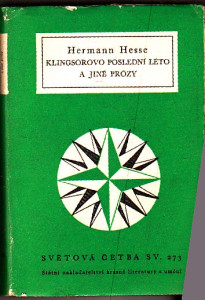 Hermann Hesse
KLINGSOROVO POSLEDNÍ LÉTO
A JINÉ PRÓZY
SVĚTOVÁ ČETBA SV. 273
Státní nakladatelství krásné literatury a umění